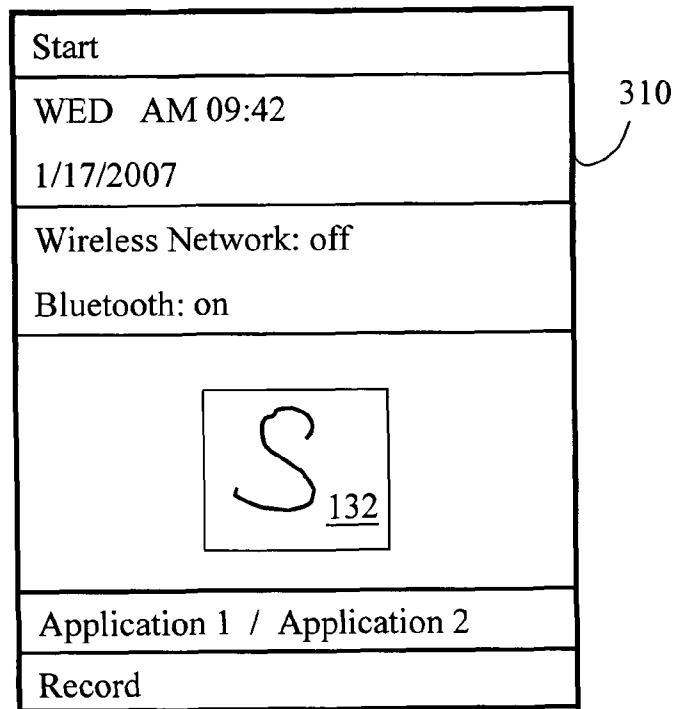 Start
WED AM 09:42
310
1/17/2007
Wireless Network: off
Bluetooth: on
S
132
Application 1 / Application 2
Record